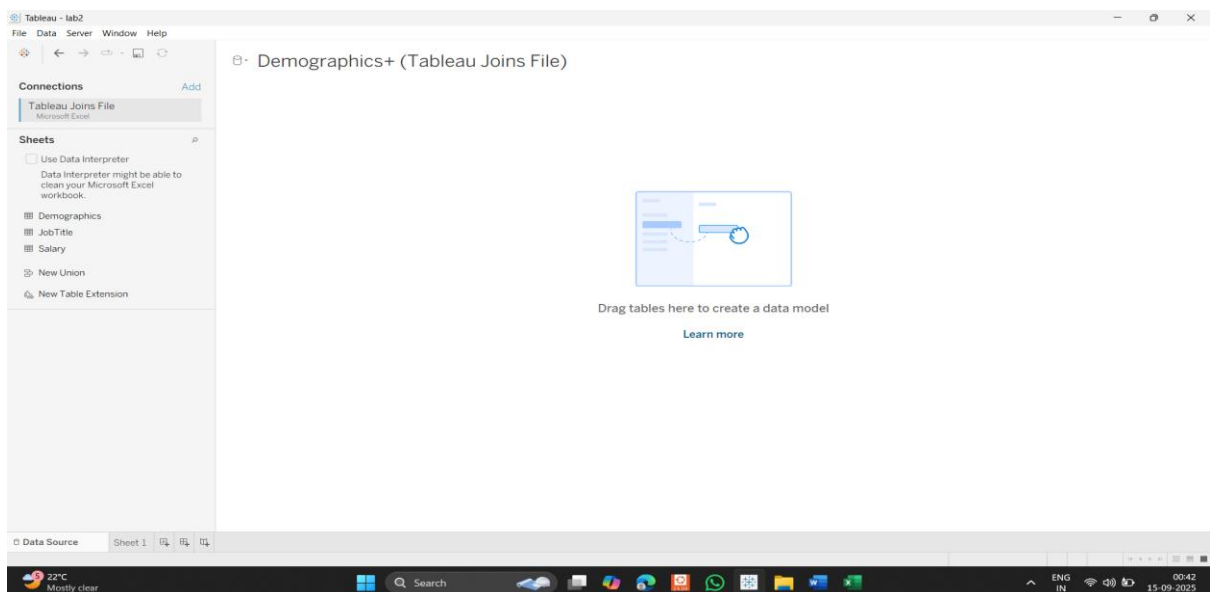 Tableau - lab2
File Data Server Window Help
Demographics+ (Tableau Joins File)
Connections Add
Tableau Joins File
Microsoft Excel
Sheets
Use Data Interpreter
Data Interpreter might be able to
clean your Microsoft Excel
workbook.
Demographics
JobTitle
Salary
New Union
New Table Extension
Drag tables here to create a data model
Learn more
Data Source Sheet 1
5
22°C
Mostly clear
Search
ENG
IN
00:42
15-09-2025